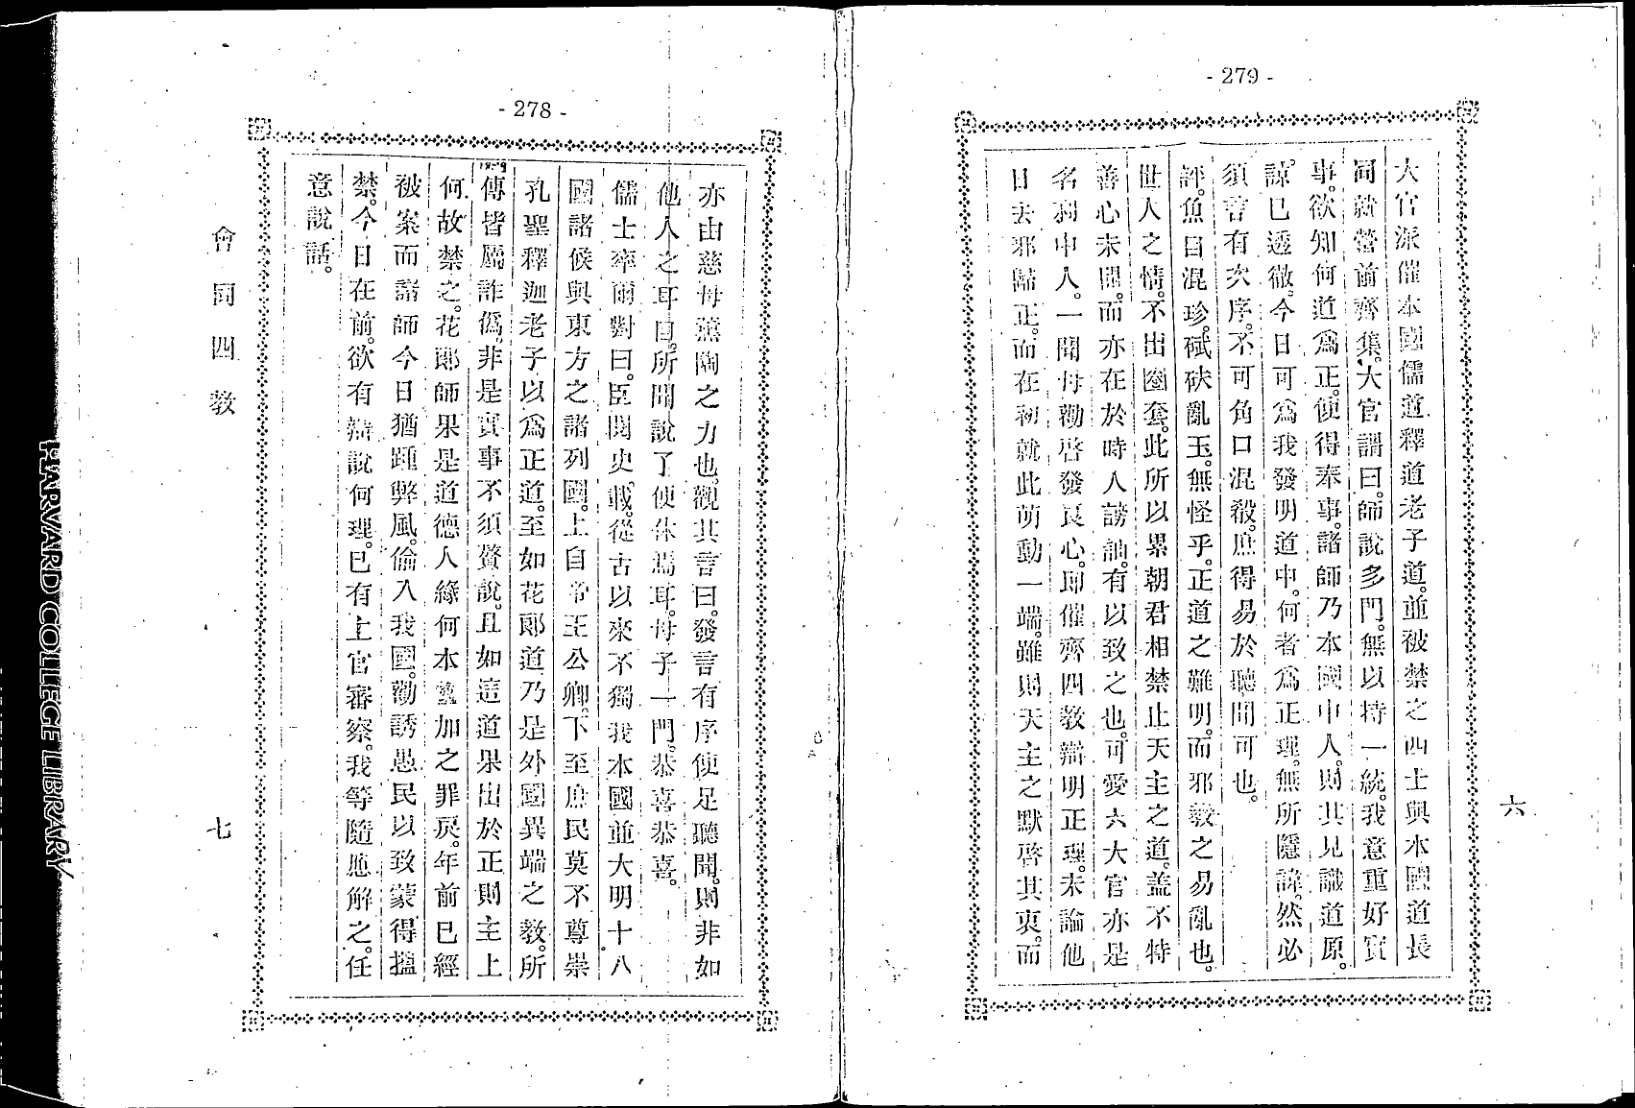 - 279 -
大官派催本國儒道釋道老子道。並被禁之西士與本國道長
同就營前齊集。大官謂曰。師說多門。無以持一統。我意重好實
事。欲知何道爲正。便得奉事。諸師乃本國中人。則其見識道原。
諒已透徹。今日可爲我發明道中。何者爲正理。無所隱諱。然必
須言有次序。不可角口混殺。庶得易於聽聞可也。
評。魚目混珍。碔砆亂玉。無怪乎。正道之難明。而邪敎之易亂也。
世人之情。不出圈套。此所以累朝君相禁止天主之道。蓋不特
善心未開。而亦在於時人謗訕。有以致之也。可愛六大官亦是
名利中人。一聞母勸啓發良心。卽催齊四敎辯明正理。未論他
日去邪歸正。而在初就此萌動一端。雖則天主之默啓其衷。而
六
- 278 -
亦由慈母薰陶之力也。觀其言曰。發言有序便足聽聞。則非如
他人之耳目。所聞說了便休焉耳。母子一門。恭喜恭喜。
儒士率爾對曰。臣閱史。載。從古以來不獨我本國並大明十八
國諸候與東方之諸列國。上自帝王公卿。下至庶民莫不尊崇
孔聖釋迦老子以爲正道。至如花郞道乃是外國異端之敎。所
傳皆屬詐僞。非是實事不須贅說。且如這道果出於正則主上
何故禁之。花郞師果是道德人緣何本國加之罪戾。年前已經
被案而諸師今日猶踵弊風。偷入我國。勸誘愚民以致蒙得搵
禁。今日在前。欲有辯說何理。已有上官審察。我等隨應解之。任
意說話。
會同四敎
七
HARVARD COLLEGE LIBRARY